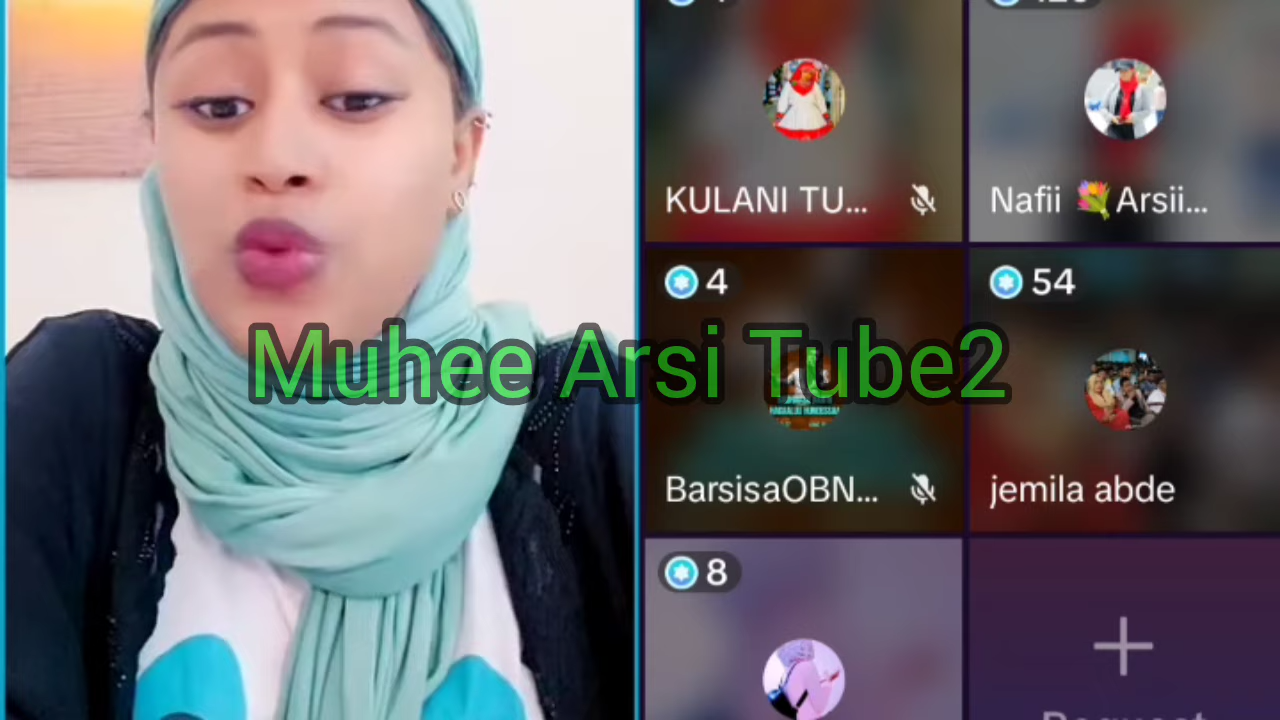 KULANI TU...
Nafii 💐Arsii...
4
54
Muhee Arsi Tube2
BarsisaOBN...
jemila abde
8